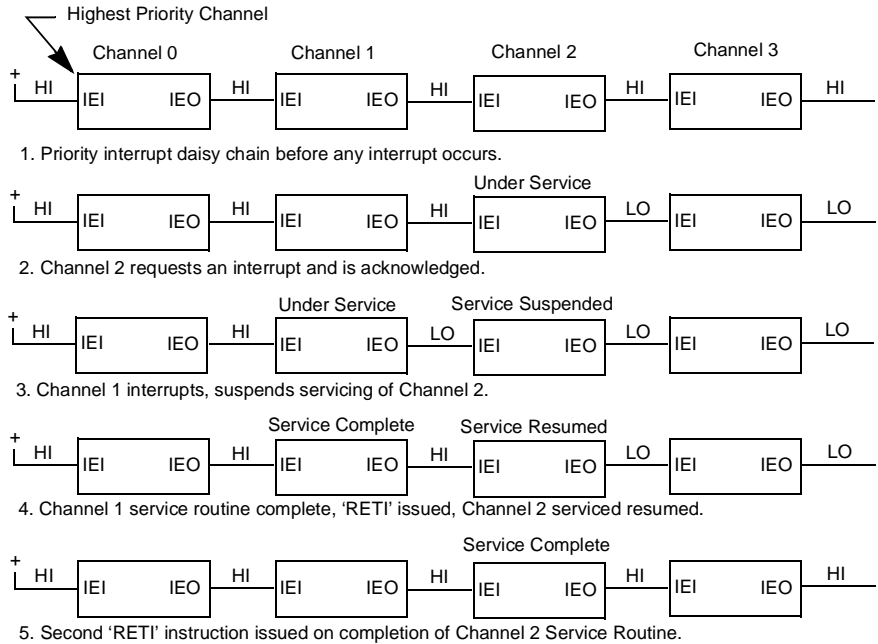 Highest Priority Channel
Channel 0 Channel 1 Channel 2 Channel 3
+ HI IEI IEO HI IEI IEO HI IEI IEO HI IEI IEO HI
1. Priority interrupt daisy chain before any interrupt occurs.
Under Service
+ HI IEI IEO HI IEI IEO HI IEI IEO LO IEI IEO LO
2. Channel 2 requests an interrupt and is acknowledged.
Under Service Service Suspended
+ HI IEI IEO HI IEI IEO LO IEI IEO LO IEI IEO LO
3. Channel 1 interrupts, suspends servicing of Channel 2.
Service Complete Service Resumed
+ HI IEI IEO HI IEI IEO HI IEI IEO LO IEI IEO LO
4. Channel 1 service routine complete, ‘RETI’ issued, Channel 2 serviced resumed.
Service Complete
+ HI IEI IEO HI IEI IEO HI IEI IEO HI IEI IEO HI
5. Second ‘RETI’ instruction issued on completion of Channel 2 Service Routine.